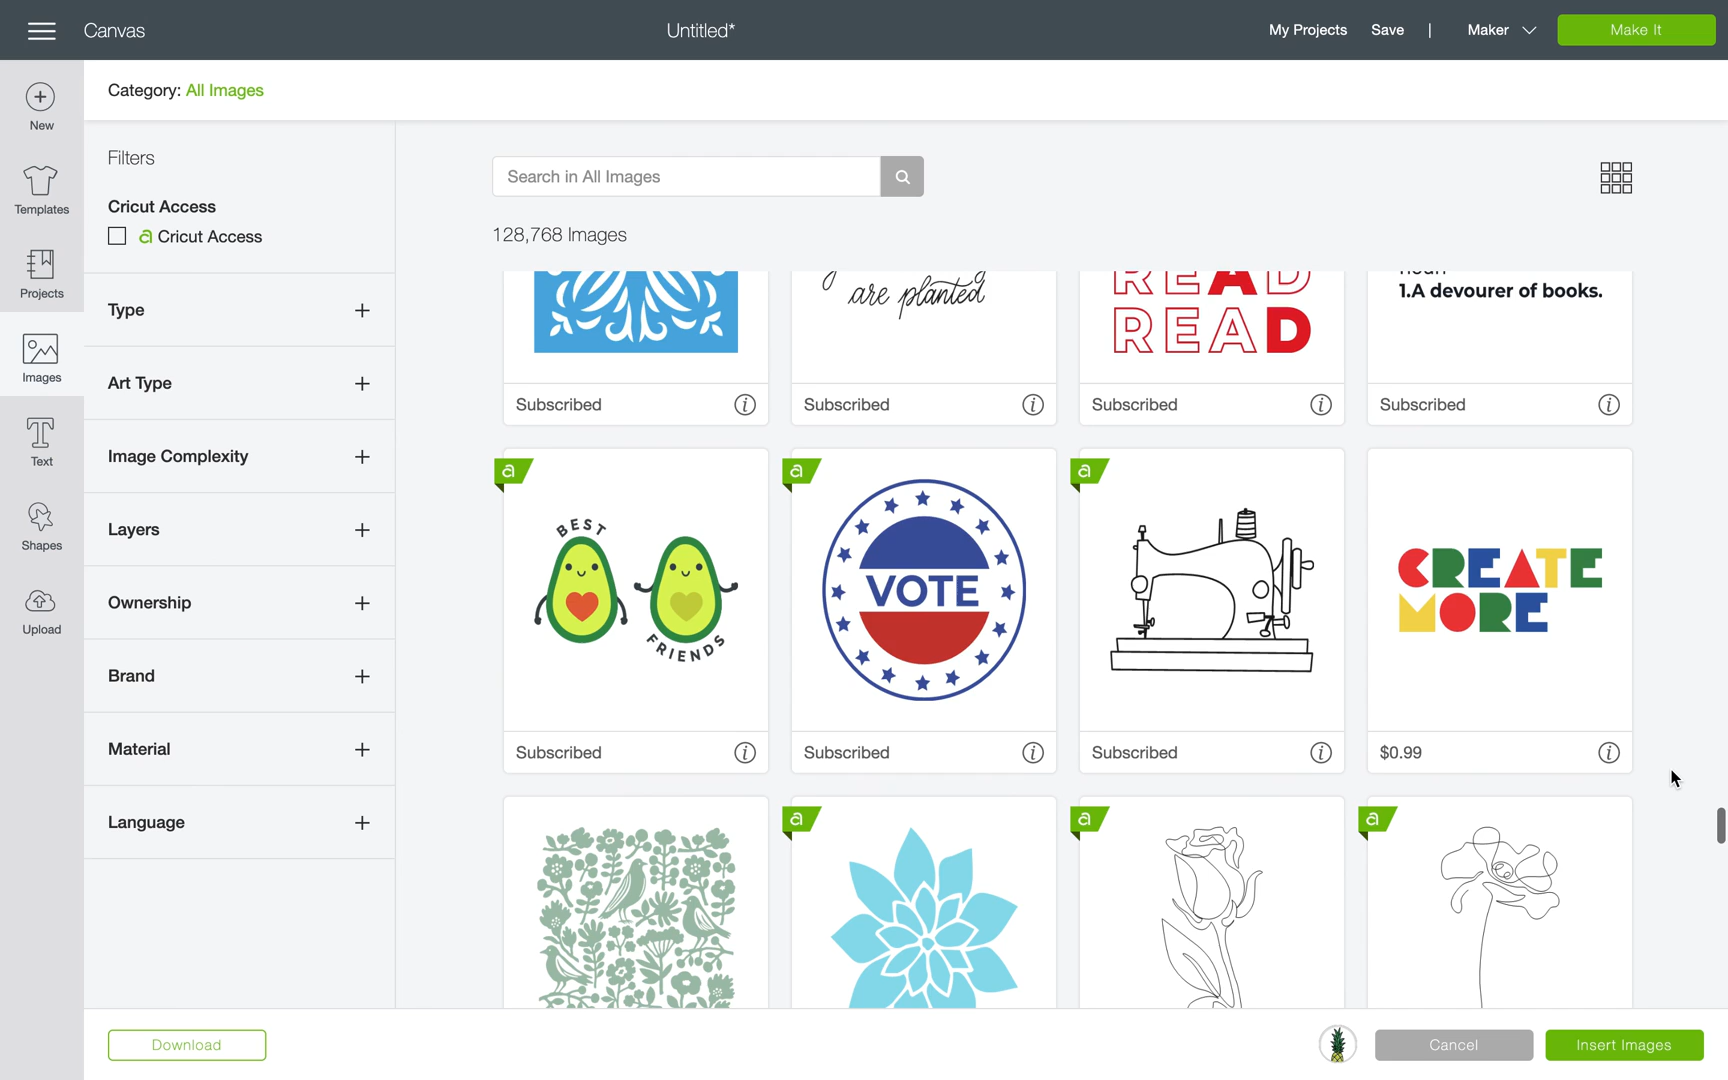 Canvas
Untitled*
My Projects
Save
|
Maker
Make It
New
Templates
Projects
Images
Text
Shapes
Upload
Category: All Images
Filters
Cricut Access
a Cricut Access
Type
Art Type
Image Complexity
Layers
Ownership
Brand
Material
Language
Search in All Images
128,768 Images
are planted
READ
READ
1.A devourer of books.
Subscribed
Subscribed
Subscribed
Subscribed
BEST
FRIENDS
VOTE
CREATE
MORE
Subscribed
Subscribed
Subscribed
$0.99
Download
Cancel
Insert Images